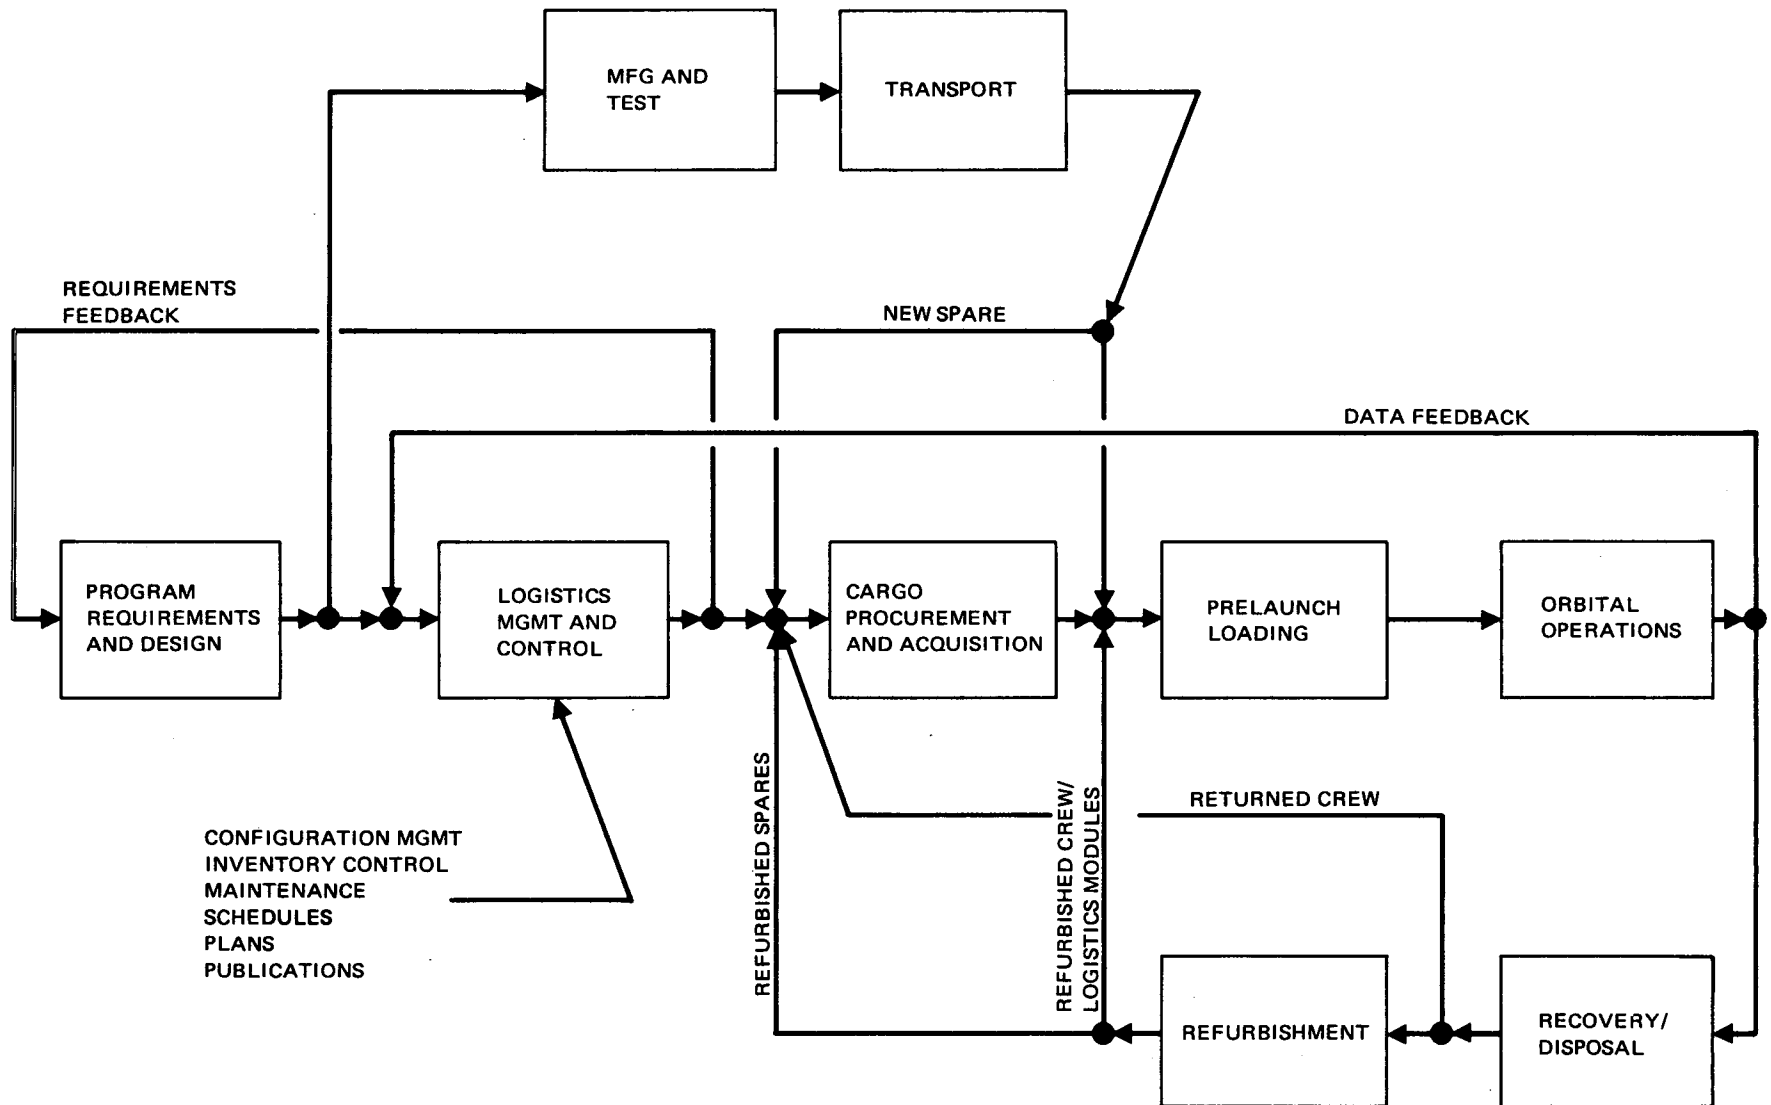 MFG AND
TEST
TRANSPORT
REQUIREMENTS
FEEDBACK
NEW SPARE
DATA FEEDBACK
PROGRAM
REQUIREMENTS
AND DESIGN
LOGISTICS
MGMT AND
CONTROL
CARGO
PROCUREMENT
AND ACQUISITION
PRELAUNCH
LOADING
ORBITAL
OPERATIONS
CONFIGURATION MGMT
INVENTORY CONTROL
MAINTENANCE
SCHEDULES
PLANS
PUBLICATIONS
REFURBISHED SPARES
REFURBISHED CREW/
LOGISTICS MODULES
RETURNED CREW
REFURBISHMENT
RECOVERY/
DISPOSAL